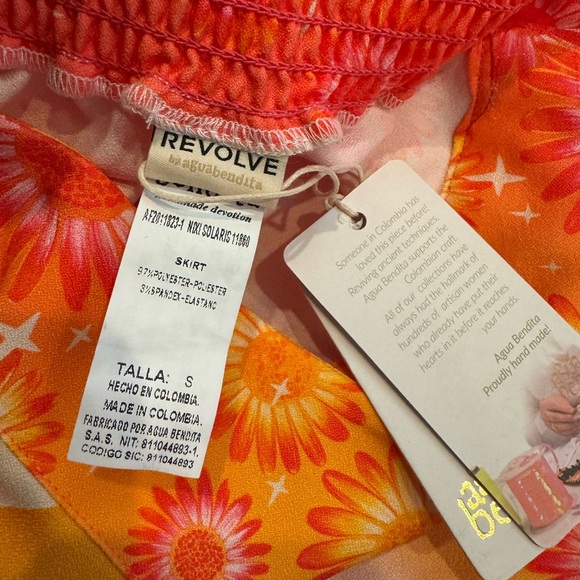 REVOLVE
aguabendita
made devotion
AF2011823-1 NIXI SOLARIS 11860
SKIRT
97%POLYESTER-POLIESTER
3%SPANDEX-ELASTANO
TALLA: S
HECHO EN COLOMBIA.
MADE IN COLOMBIA.
FABRICADO POR AGUA BENDITA
S.A.S. NIT: 811044893-1.
CODIGO SIC: 811044893
Someone in Colombia has
loved this piece before!
Reviving ancient techniques,
Agua Bendita supports the
Colombian craft.
All of our collections have
always had the hallmark of
hundreds of artisan women
who already have put their
hearts in it before it reaches
your hands.
Agua Bendita
Proudly hand made!